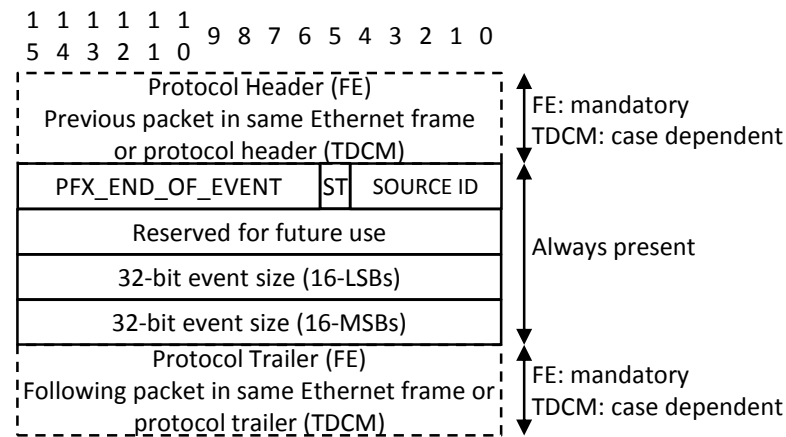 1 1 1 1 1 1 9 8 7 6 5 4 3 2 1 0
5 4 3 2 1 0
Protocol Header (FE)
Previous packet in same Ethernet frame
or protocol header (TDCM)
FE: mandatory
TDCM: case dependent
PFX_END_OF_EVENT ST SOURCE ID
Reserved for future use
32-bit event size (16-LSBs)
32-bit event size (16-MSBs)
Always present
Protocol Trailer (FE)
Following packet in same Ethernet frame or
protocol trailer (TDCM)
FE: mandatory
TDCM: case dependent